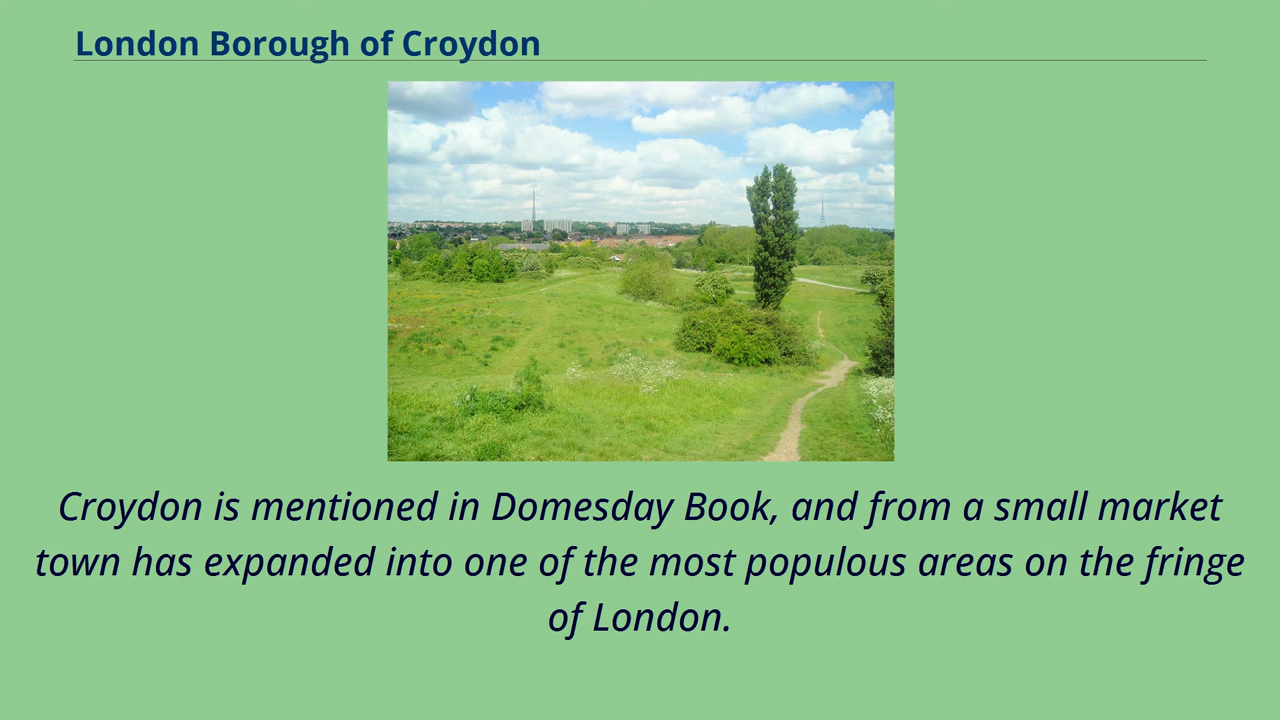 London Borough of Croydon
Croydon is mentioned in Domesday Book, and from a small market
town has expanded into one of the most populous areas on the fringe
of London.